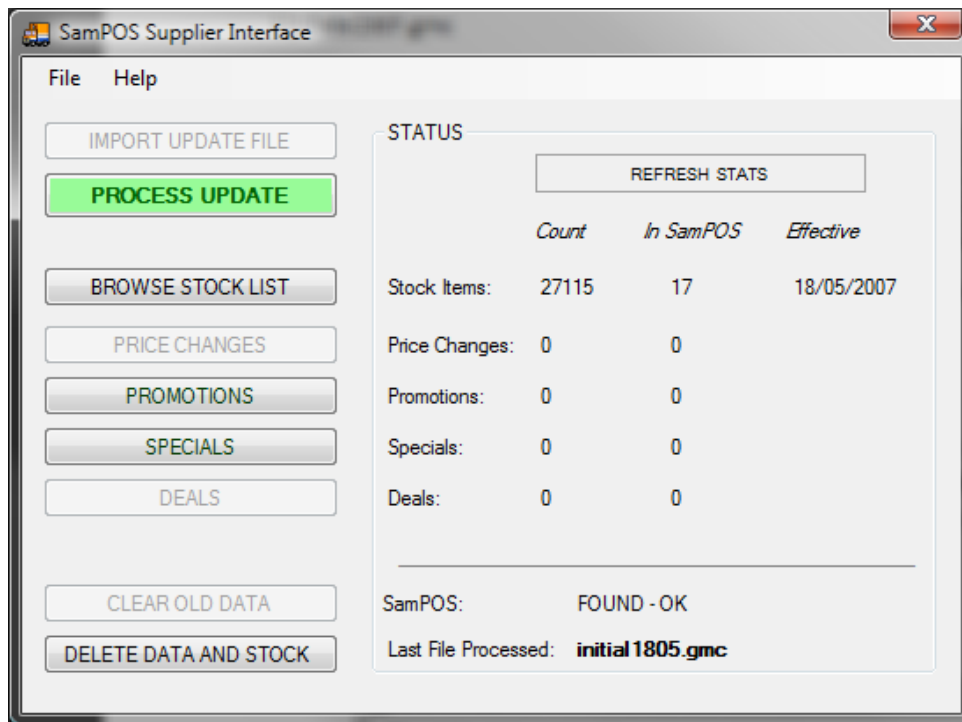 SamPOS Supplier Interface
File Help
IMPORT UPDATE FILE
PROCESS UPDATE
BROWSE STOCK LIST
PRICE CHANGES
PROMOTIONS
SPECIALS
DEALS
CLEAR OLD DATA
DELETE DATA AND STOCK
STATUS
REFRESH STATS
Count In SamPOS Effective
Stock Items: 27115 17 18/05/2007
Price Changes: 0 0
Promotions: 0 0
Specials: 0 0
Deals: 0 0
SamPOS: FOUND - OK
Last File Processed: initial1805.gmc